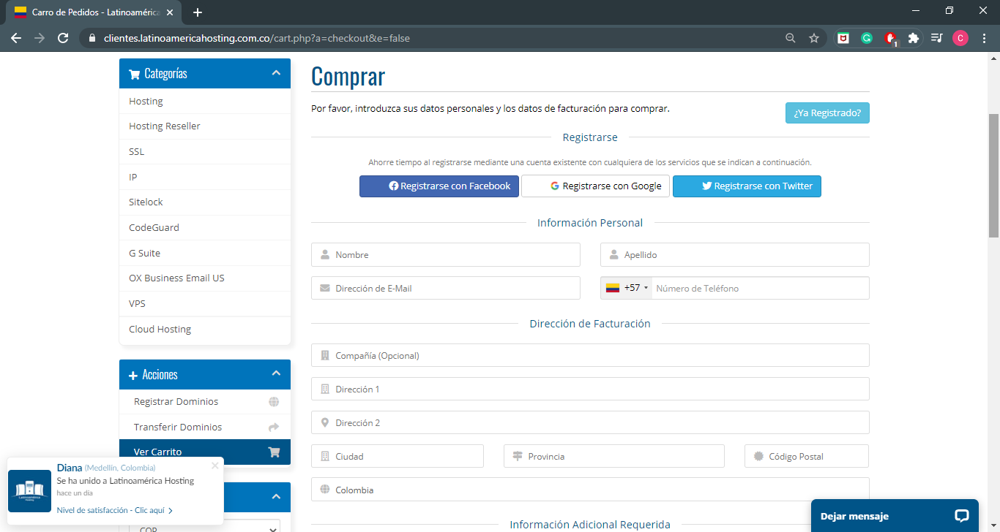 Carro de Pedidos - Latinoamérica
clientes.latinoamericahosting.com.co/cart.php?a=checkout&e=false
1
C
Categorías
Hosting
Hosting Reseller
SSL
IP
Sitelock
CodeGuard
G Suite
OX Business Email US
VPS
Cloud Hosting
Acciones
Registrar Dominios
Transferir Dominios
Ver Carrito
COP
Diana (Medellín, Colombia)
Se ha unido a Latinoamérica Hosting
hace un día
Nivel de satisfacción - Clic aquí
Latinoamérica
Hosting
Comprar
Por favor, introduzca sus datos personales y los datos de facturación para comprar.
¿Ya Registrado?
Registrarse
Ahorre tiempo al registrarse mediante una cuenta existente con cualquiera de los servicios que se indican a continuación.
Registrarse con Facebook
Registrarse con Google
Registrarse con Twitter
Información Personal
Nombre
Apellido
Dirección de E-Mail
+57
Número de Teléfono
Dirección de Facturación
Compañía (Opcional)
Dirección 1
Dirección 2
Ciudad
Provincia
Código Postal
Colombia
Información Adicional Requerida
Dejar mensaje